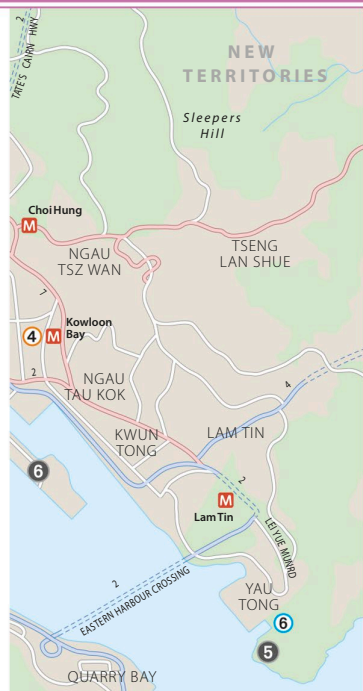 2
TATE'S CAIRN HWY
NEW
TERRITORIES
Sleepers
Hill
Choi Hung
M
NGAU
TSZ WAN
TSENG
LAN SHUE
7
Kowloon
Bay
4
M
2
NGAU
TAU KOK
4
KWUN
TONG
LAM TIN
6
2
M
Lam Tin
LEI YUE MUN RD
2
EASTERN HARBOUR CROSSING
YAU
TONG
6
5
QUARRY BAY